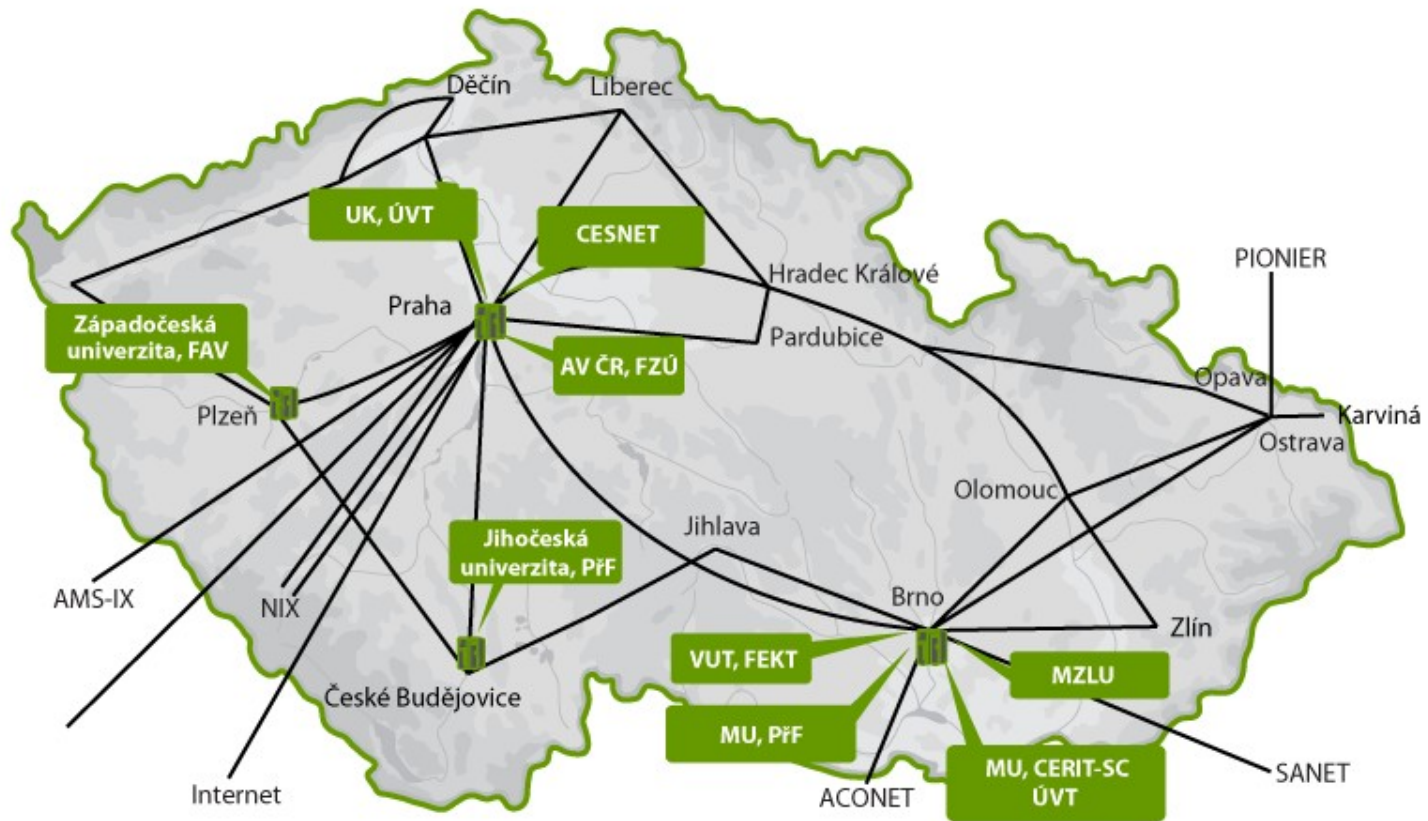 Děčín
Liberec
UK, ÚVT
CESNET
Hradec Králové
PIONIER
Praha
Západočeská
univerzita, FAV
Pardubice
AV ČR, FZÚ
Opava
Karviná
Plzeň
Ostrava
Olomouc
Jihlava
Jihočeská
univerzita, PřF
AMS-IX
NIX
Brno
Zlín
VUT, FEKT
MZLU
České Budějovice
MU, PřF
MU, CERIT-SC
ÚVT
SANET
Internet
ACONET